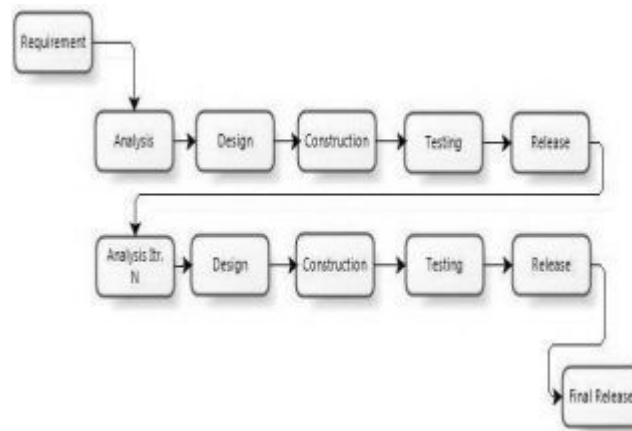 Requirement
Analysis
Design
Construction
Testing
Release
Analysis Itr.
N
Design
Construction
Testing
Release
Final Release